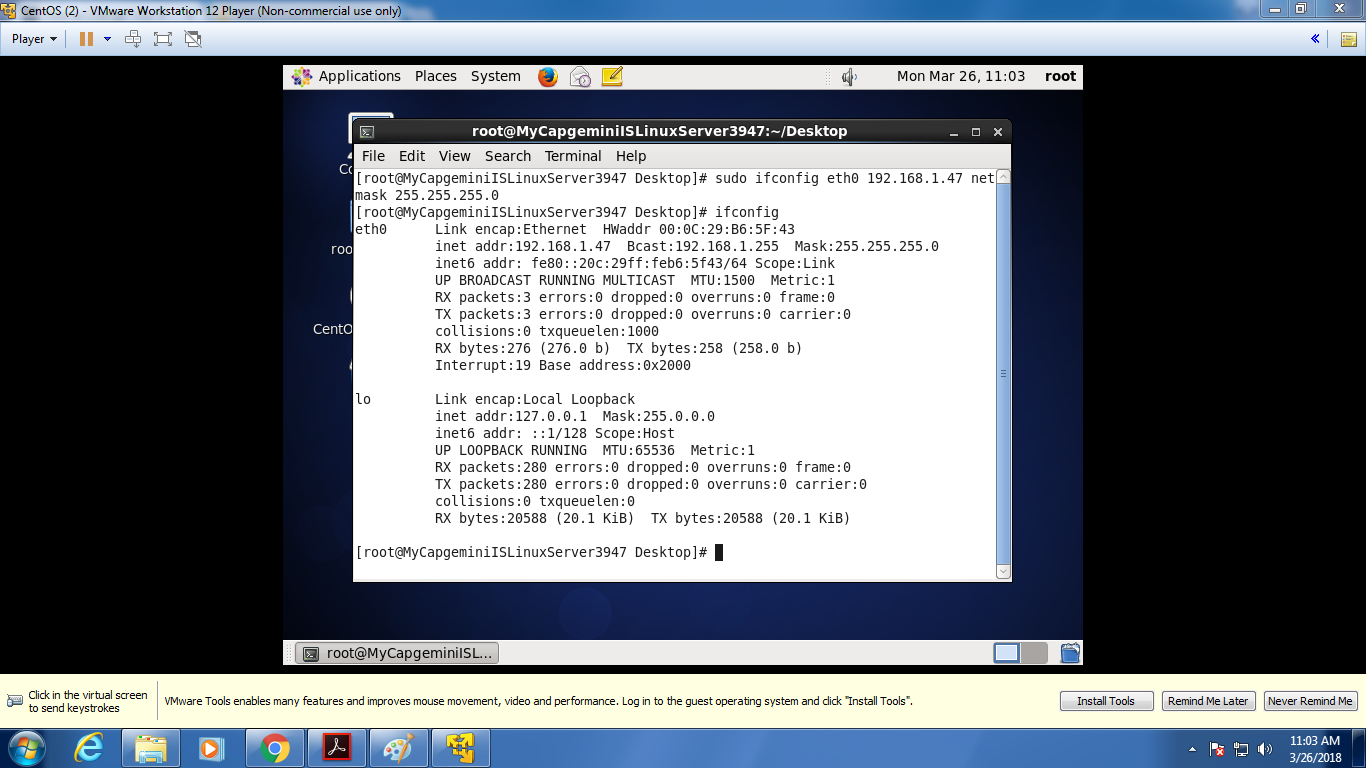 CentOS (2) - VMware Workstation 12 Player (Non-commercial use only)
Player
Applications Places System Mon Mar 26, 11:03 root
root@MyCapgeminiISLinuxServer3947:~/Desktop
File Edit View Search Terminal Help
[root@MyCapgeminiISLinuxServer3947 Desktop]# sudo ifconfig eth0 192.168.1.47 net
mask 255.255.255.0
[root@MyCapgeminiISLinuxServer3947 Desktop]# ifconfig
eth0 Link encap:Ethernet HWaddr 00:0C:29:B6:5F:43
inet addr:192.168.1.47 Bcast:192.168.1.255 Mask:255.255.255.0
inet6 addr: fe80::20c:29ff:feb6:5f43/64 Scope:Link
UP BROADCAST RUNNING MULTICAST MTU:1500 Metric:1
RX packets:3 errors:0 dropped:0 overruns:0 frame:0
TX packets:3 errors:0 dropped:0 overruns:0 carrier:0
collisions:0 txqueuelen:1000
RX bytes:276 (276.0 b) TX bytes:258 (258.0 b)
Interrupt:19 Base address:0x2000
lo Link encap:Local Loopback
inet addr:127.0.0.1 Mask:255.0.0.0
inet6 addr: ::1/128 Scope:Host
UP LOOPBACK RUNNING MTU:65536 Metric:1
RX packets:280 errors:0 dropped:0 overruns:0 frame:0
TX packets:280 errors:0 dropped:0 overruns:0 carrier:0
collisions:0 txqueuelen:0
RX bytes:20588 (20.1 KiB) TX bytes:20588 (20.1 KiB)
[root@MyCapgeminiISLinuxServer3947 Desktop]#
Co
roo
CentO
root@MyCapgeminiISL...
Click in the virtual screen
to send keystrokes
VMware Tools enables many features and improves mouse movement, video and performance. Log in to the guest operating system and click "Install Tools".
Install Tools Remind Me Later Never Remind Me
11:03 AM
3/26/2018